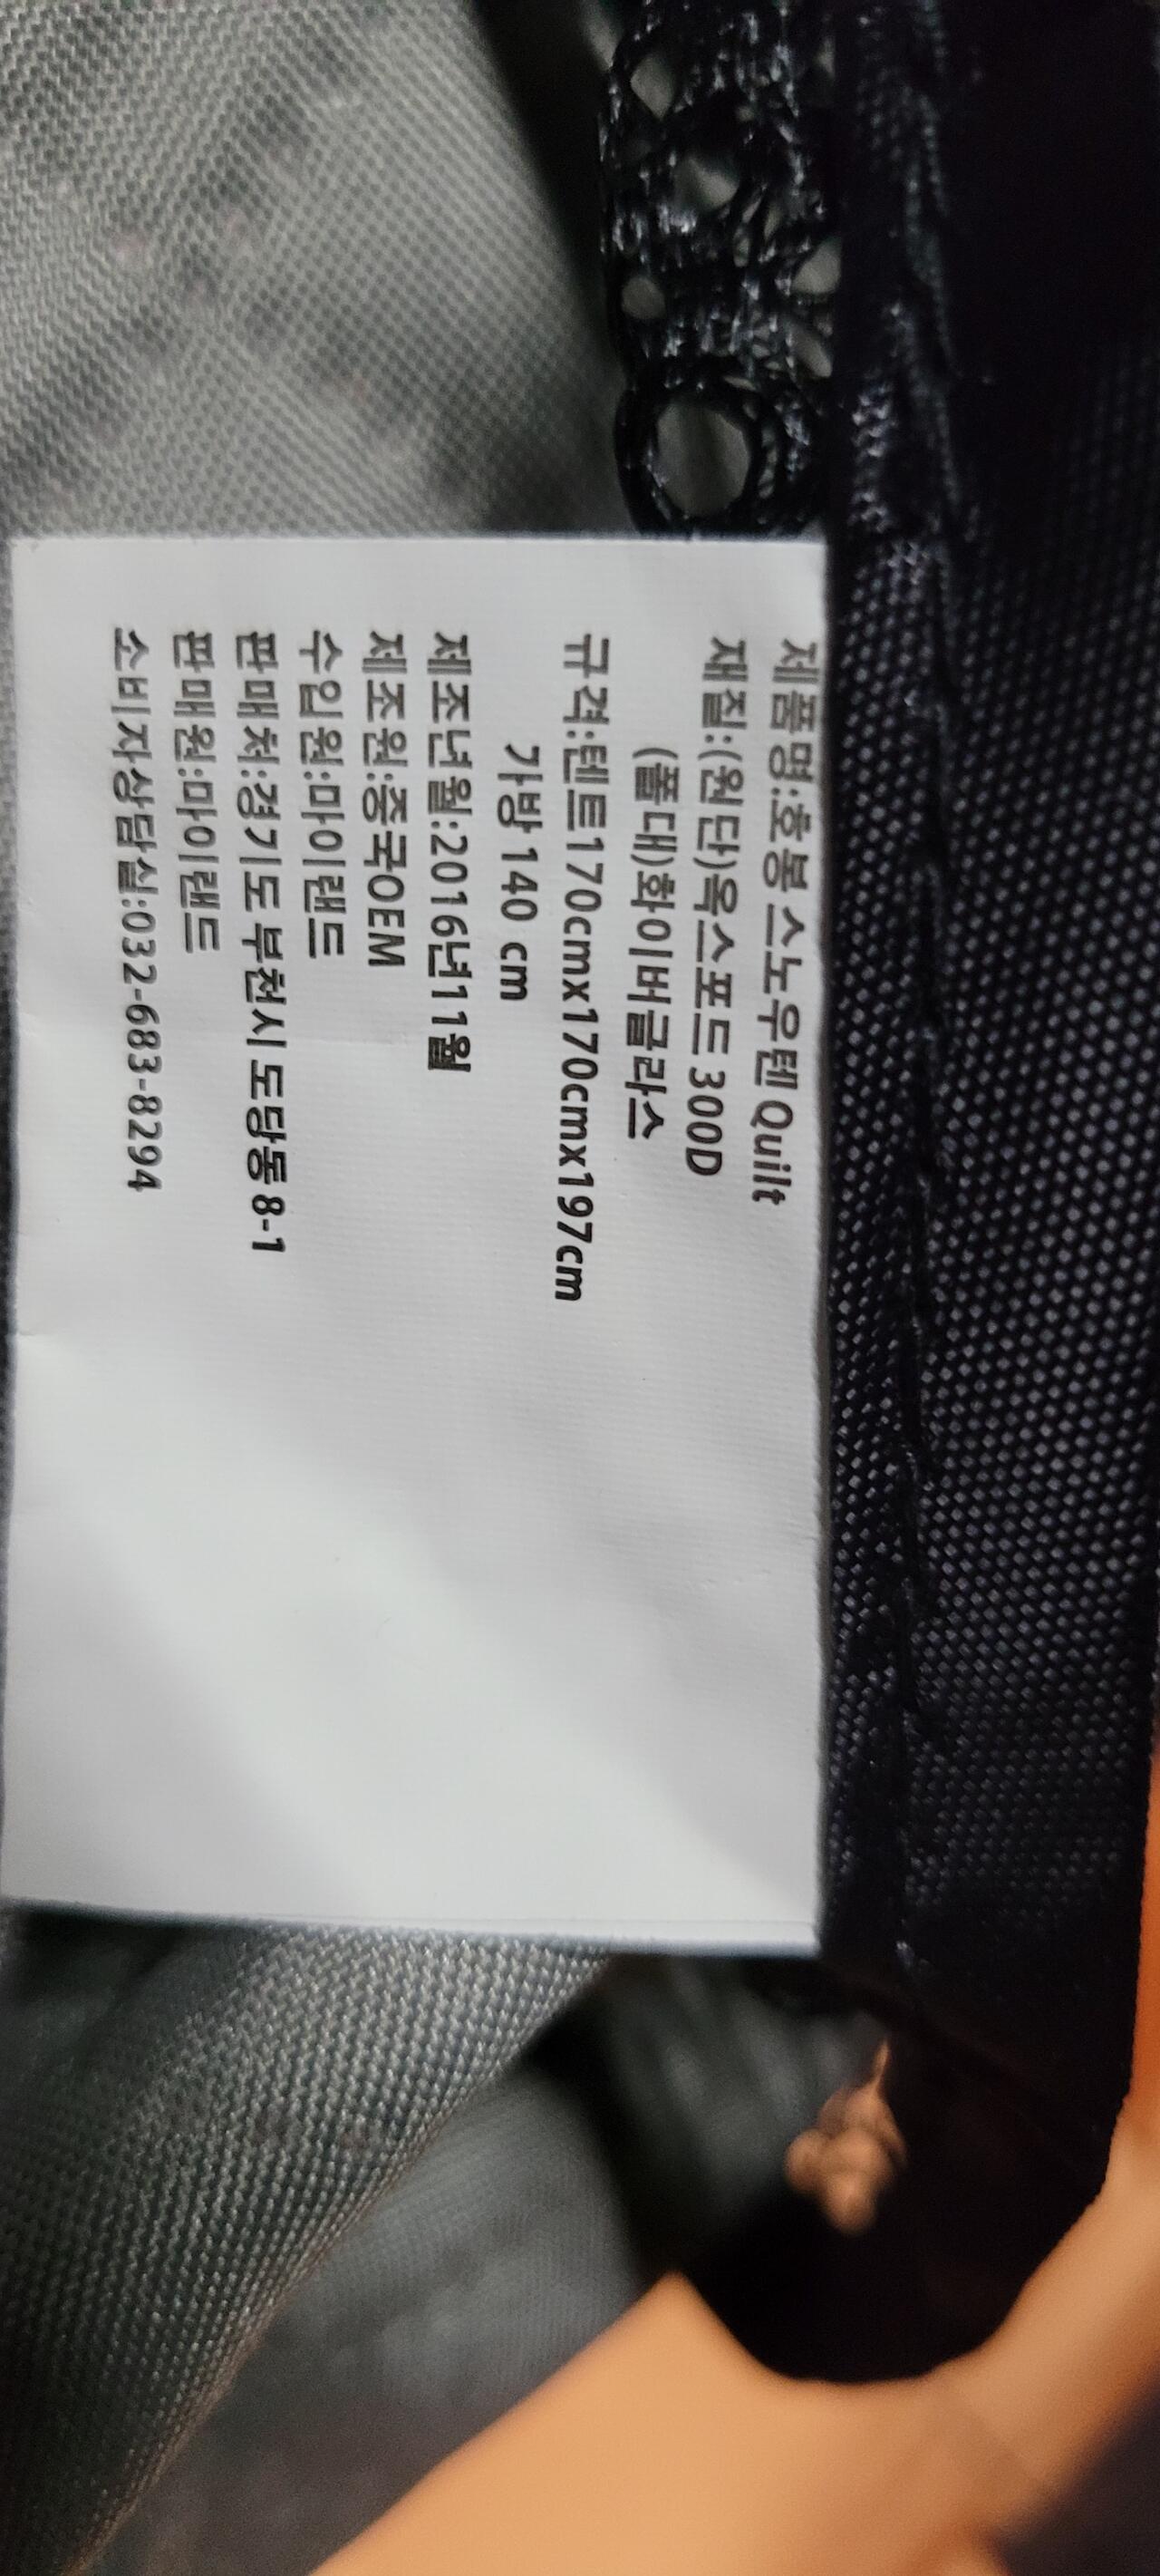 제품명:호봉 스노우텐 Quilt
재질:(원단)옥스포드 300D
(폴대)화이버글라스
규격:텐트170cmx170cmx197cm
가방 140 cm
제조년월:2016년11월
제조원:중국OEM
수입원:마이랜드
판매처:경기도 부천시 도당동 8-1
판매원:마이랜드
소비자상담실:032-683-8294